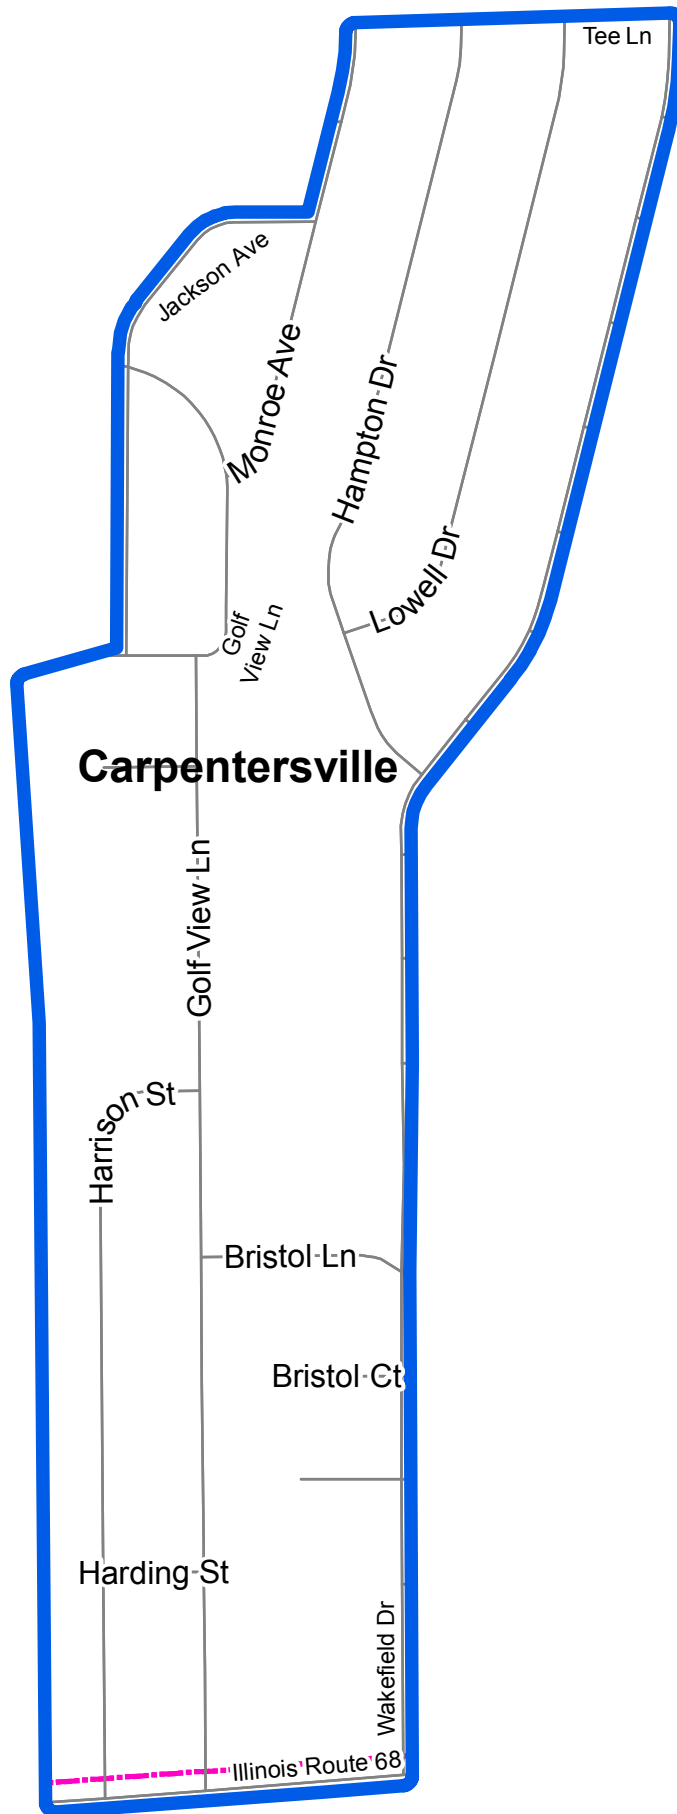 Tee Ln
Jackson Ave
Monroe Ave
Hampton Dr
Lowell Dr
Golf
View Ln
Carpentersville
Golf View Ln
Harrison St
Bristol Ln
Bristol Ct
Harding St
Wakefield Dr
Illinois Route 68